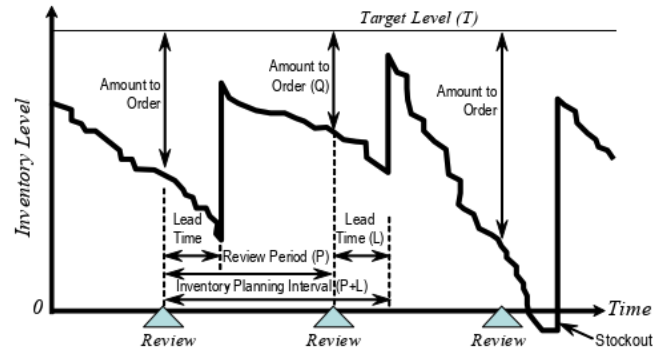 Target Level (T)
Amount to
Order
Amount to
Order (Q)
Amount to
Order
Inventory Level
Lead
Time
Lead
Time (L)
Review Period (P)
Inventory Planning Interval (P+L)
0
Time
Review
Review
Review
Stockout